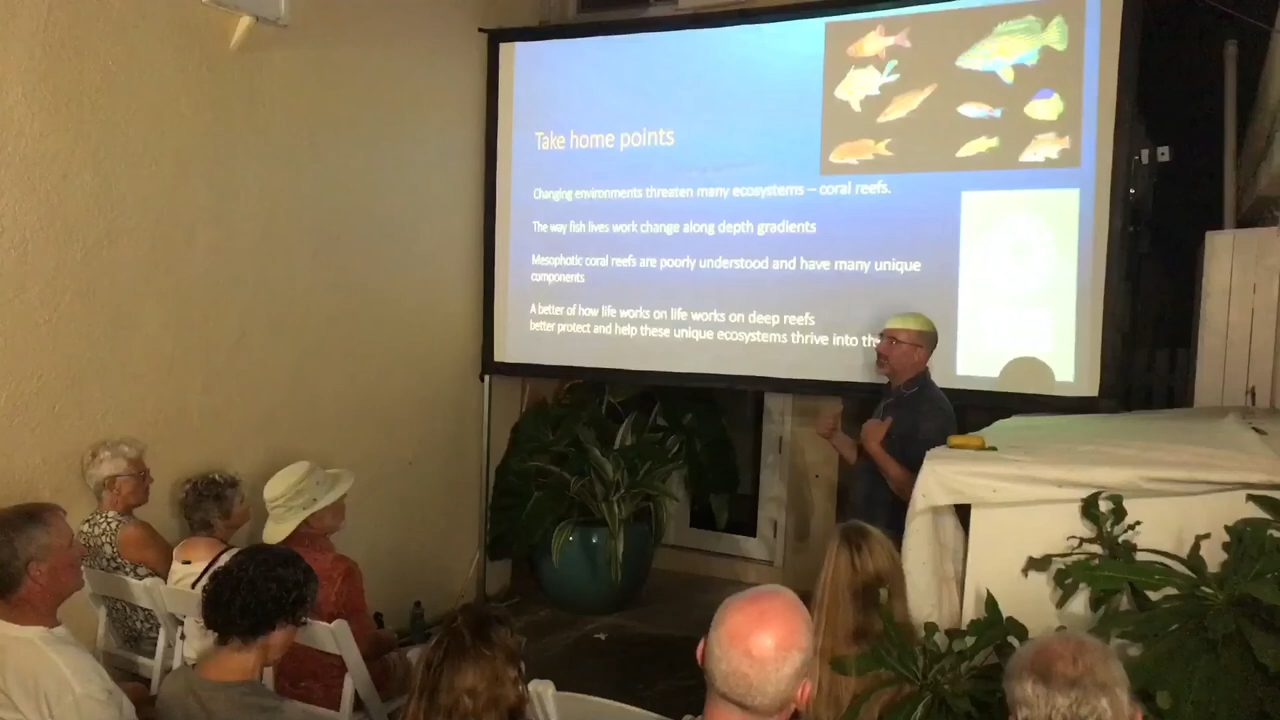 Take home points
Changing environments threaten many ecosystems – coral reefs.
The way fish lives work change along depth gradients
Mesophotic coral reefs are poorly understood and have many unique
components
A better of how life works on life works on deep reefs
better protect and help these unique ecosystems thrive into